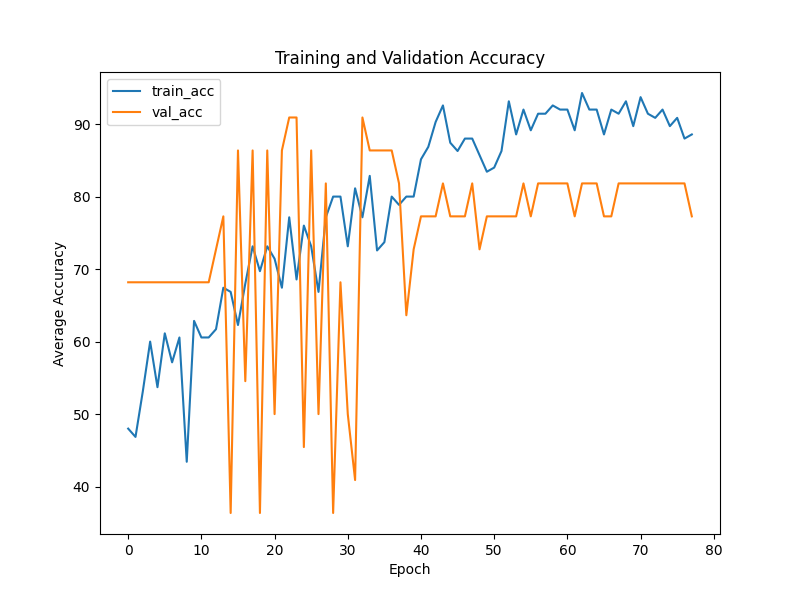 Training and Validation Accuracy
train_acc
val_acc
Average Accuracy
90
80
70
60
50
40
0 10 20 30 40 50 60 70 80
Epoch